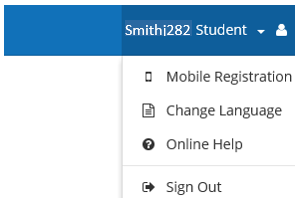 Smithj282 Student
Mobile Registration
Change Language
Online Help
Sign Out